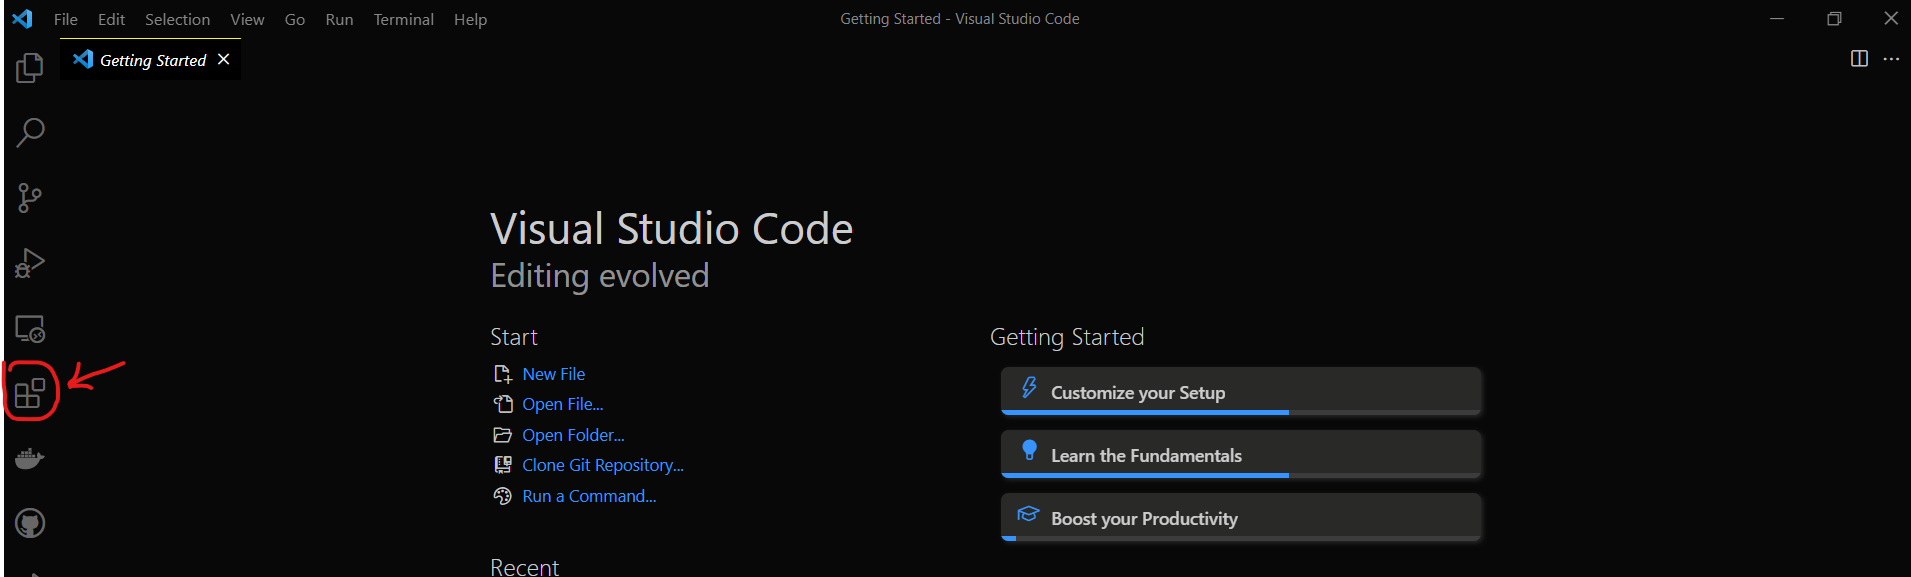 File Edit Selection View Go Run Terminal Help Getting Started - Visual Studio Code
Getting Started
Visual Studio Code
Editing evolved
Start
New File
Open File...
Open Folder...
Clone Git Repository...
Run a Command...
Recent
Getting Started
Customize your Setup
Learn the Fundamentals
Boost your Productivity